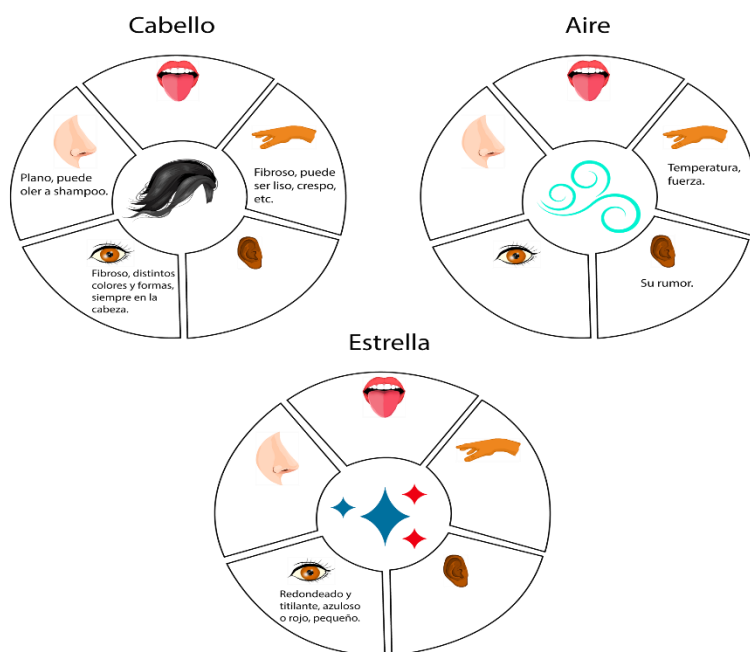 Cabello
Plano, puede
oler a shampoo.
Fibroso, puede
ser liso, crespo,
etc.
Fibroso, distintos
colores y formas,
siempre en la
cabeza.
Aire
Temperatura,
fuerza.
Su rumor.
Estrella
Redondeado y
titilante, azuloso
o rojo, pequeño.